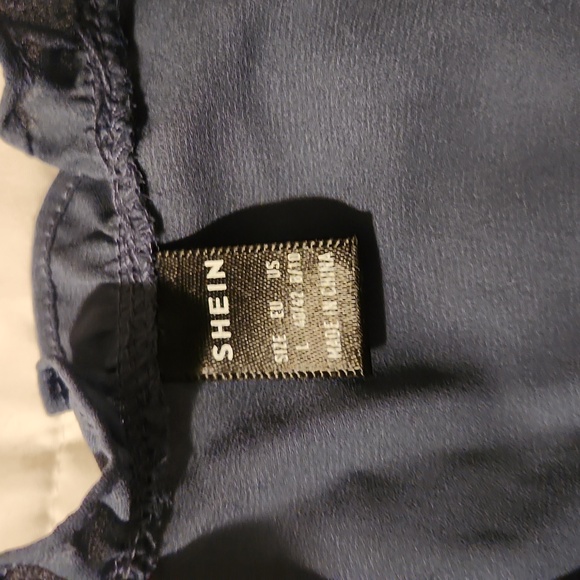 SHEIN
SIZE EU US
L 40/42 8/10
MADE IN CHINA